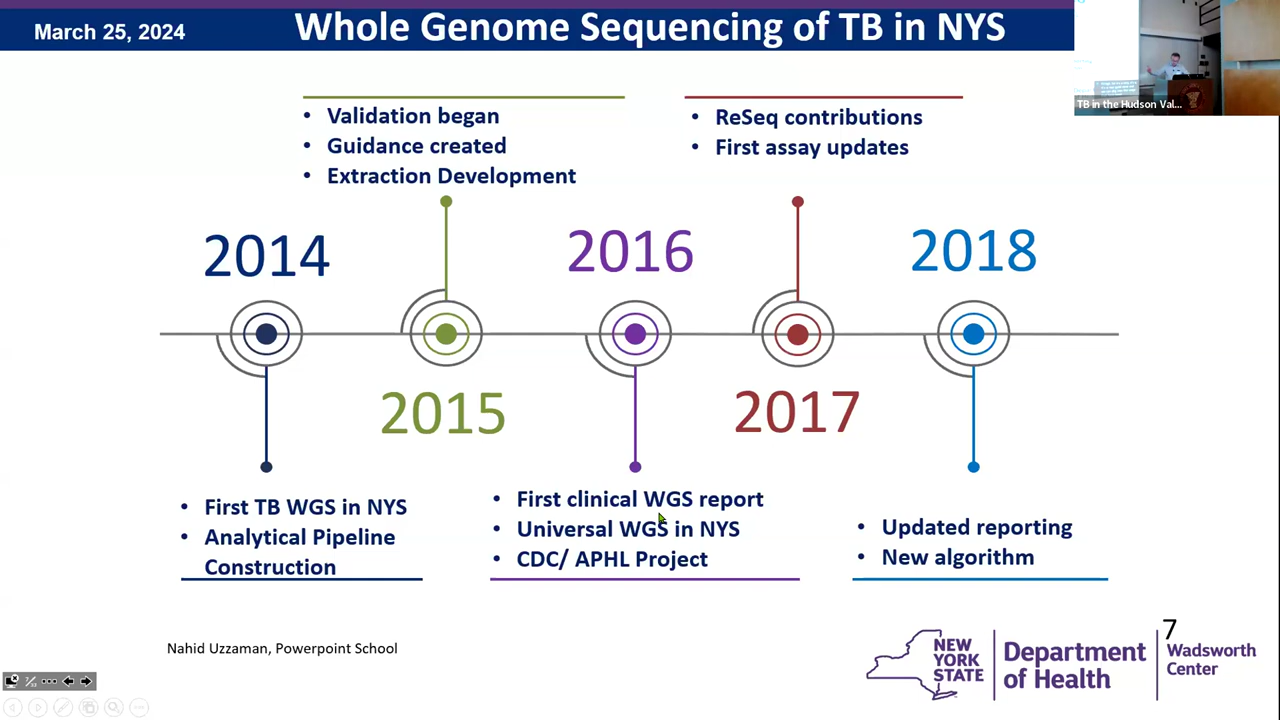 March 25, 2024
Whole Genome Sequencing of TB in NYS
TB in the Hudson Val...
• Validation began
• Guidance created
• Extraction Development
• ReSeq contributions
• First assay updates
2014
2016
2018
2015
2017
• First TB WGS in NYS
• Analytical Pipeline
Construction
• First clinical WGS report
• Universal WGS in NYS
• CDC/ APHL Project
• Updated reporting
• New algorithm
Nahid Uzzaman, Powerpoint School
7
NEW
YORK
STATE
Department
of Health
Wadsworth
Center